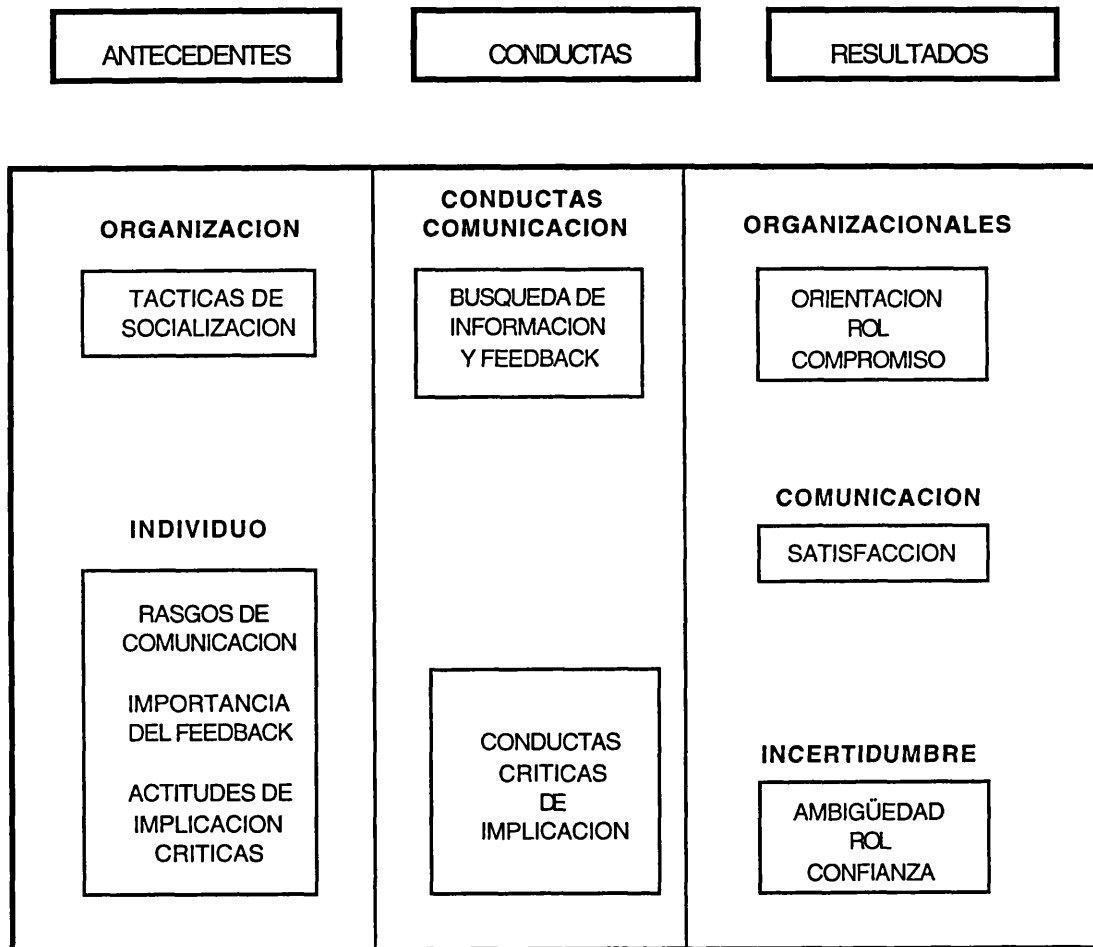 ANTECEDENTES
CONDUCTAS
RESULTADOS
ORGANIZACION
TACTICAS DE
SOCIALIZACION
INDIVIDUO
RASGOS DE
COMUNICACION
IMPORTANCIA
DEL FEEDBACK
ACTITUDES DE
IMPLICACION
CRITICAS
CONDUCTAS
COMUNICACION
BUSQUEDA DE
INFORMACION
Y FEEDBACK
CONDUCTAS
CRITICAS
DE
IMPLICACION
ORGANIZACIONALES
ORIENTACION
ROL
COMPROMISO
COMUNICACION
SATISFACCION
INCERTIDUMBRE
AMBIGÜEDAD
ROL
CONFIANZA